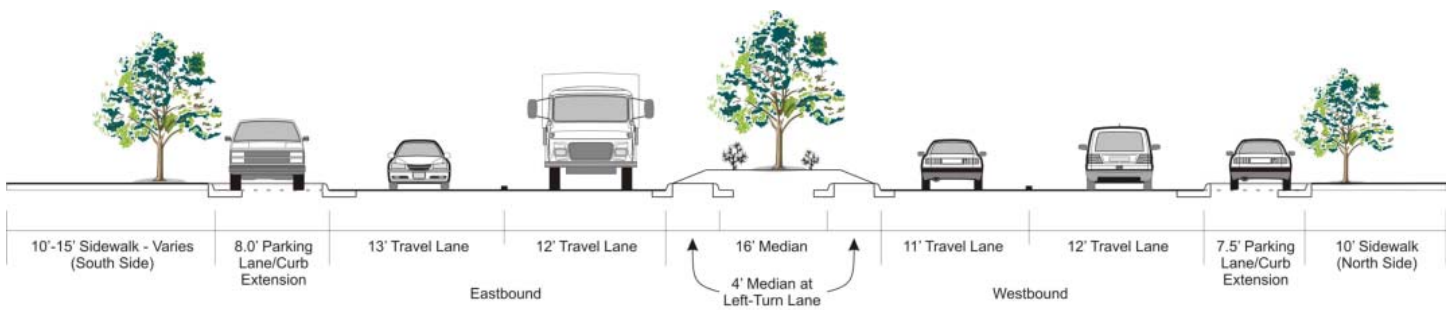 10'-15' Sidewalk - Varies
(South Side)
8.0' Parking
Lane/Curb
Extension
13' Travel Lane
12' Travel Lane
16' Median
11' Travel Lane
12' Travel Lane
7.5' Parking
Lane/Curb
Extension
10' Sidewalk
(North Side)
Eastbound
4' Median at
Left-Turn Lane
Westbound